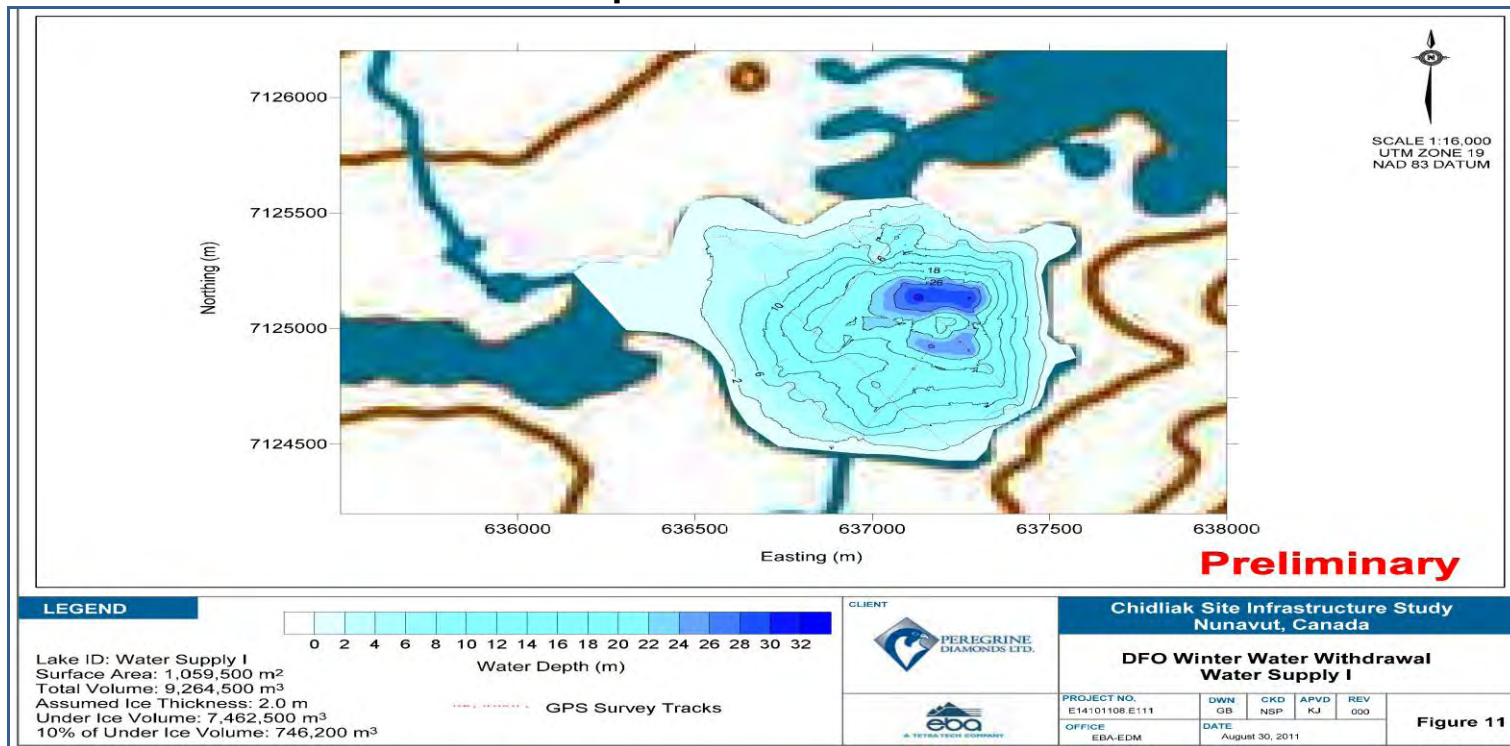 7126000
7125500
7125000
7124500
Northing (m)
636000 636500 637000 637500 638000
Easting (m)
18
26
10
6
2
6
N
SCALE 1:16,000
UTM ZONE 19
NAD 83 DATUM
Preliminary
LEGEND
0 2 4 6 8 10 12 14 16 18 20 22 24 26 28 30 32
Water Depth (m)
GPS Survey Tracks
Lake ID: Water Supply I
Surface Area: 1,059,500 m²
Total Volume: 9,264,500 m³
Assumed Ice Thickness: 2.0 m
Under Ice Volume: 7,462,500 m³
10% of Under Ice Volume: 746,200 m³
CLIENT
PEREGRINE
DIAMONDS LTD.
eba
A TETRA TECH COMPANY
Chidliak Site Infrastructure Study
Nunavut, Canada
DFO Winter Water Withdrawal
Water Supply I
PROJECT NO.
E14101108.E111
DWN CKD APVD REV
GB NSP KJ 000
OFFICE
EBA-EDM
DATE
August 30, 2011
Figure 11